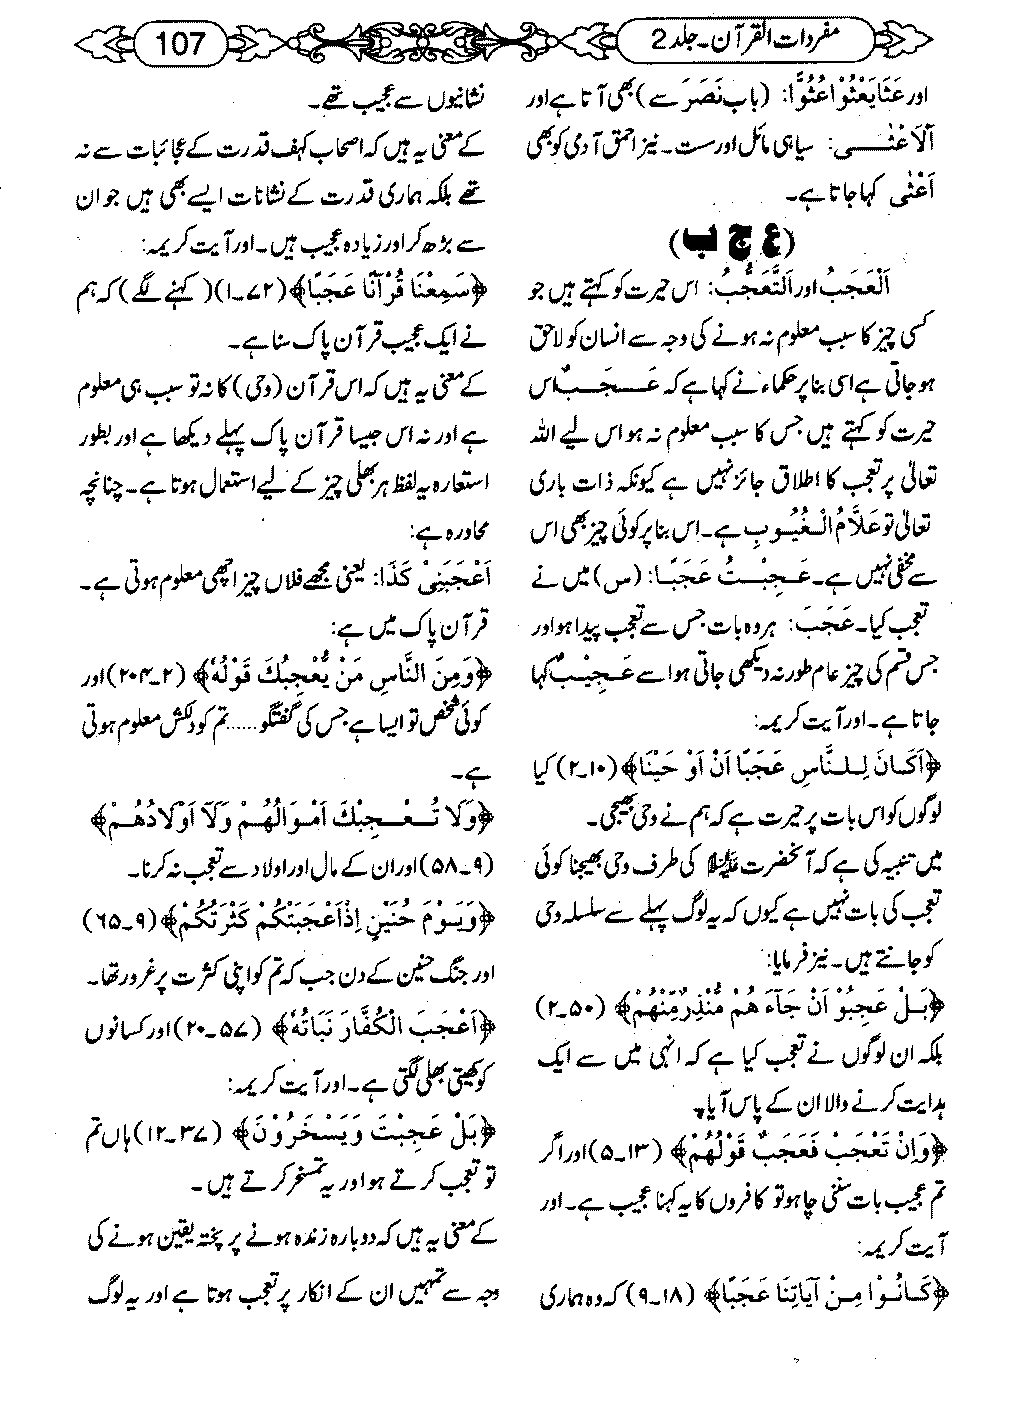 مفردات القرآن۔جلد 2
107
اور عَثَا یَعْثُوْا عُثُوًّا: (باب نَصَرَ سے) بھی آتا ہے اور
اَلْاَعْثٰــی: سیاہی مائل اور ست۔ نیز احمق آدمی کو بھی
اَعْثٰی کہا جاتا ہے۔
(ع ج ب)
اَلْعَجَبُ اور اَلتَّعَجُّبُ: اس حیرت کو کہتے ہیں جو
کسی چیز کا سبب معلوم نہ ہونے کی وجہ سے انسان کو لاحق
ہو جاتی ہے اسی بنا پر حکماء نے کہا ہے کہ عَـجَـبٌ اس
حیرت کو کہتے ہیں جس کا سبب معلوم نہ ہو اس لیے اللہ
تعالیٰ پر تعجب کا اطلاق جائز نہیں ہے کیونکہ ذات باری
تعالیٰ تو عَلَّامُ الْـغُـیُـوبِ ہے۔ اس بنا پر کوئی چیز بھی اس
سے مخفی نہیں ہے۔ عَـجِـبْـتُ عَجَبًا: (س) میں نے
تعجب کیا۔ عَجَبَ: ہر وہ بات جس سے تعجب پیدا ہو اور
جس قسم کی چیز عام طور نہ دیکھی جاتی ہو اسے عَـجِیْـبٌ کہا
جاتا ہے۔ اور آیت کریمہ:
﴿اَکَـانَ لِـلـنَّـاسِ عَجَبًا اَنْ اَوْ حَیْنَا﴾ (۱۰۔۲) کیا
لوگوں کو اس بات پر حیرت ہے کہ ہم نے وحی بھیجی۔
میں تنبیہ کی ہے کہ آنحضرت ﷺ کی طرف وحی بھیجنا کوئی
تعجب کی بات نہیں ہے کیوں کہ یہ لوگ پہلے سے سلسلہ وحی
کو جانتے ہیں۔ نیز فرمایا:
﴿بَـلْ عَجِبُوْ اَنْ جَآءَ هُمْ مُّنْذِرٌ مِّنْهُمْ﴾ (۵۰۔۲)
بلکہ ان لوگوں نے تعجب کیا ہے کہ انہی میں سے ایک
ہدایت کرنے والا ان کے پاس آیا۔
﴿وَاِنْ تَعْجَبْ فَعَجَبٌ قَوْلُهُمْ﴾ (۱۳۔۵) اور اگر
تم عجیب بات سننی چاہو تو کافروں کا یہ کہنا عجیب ہے۔ اور
آیت کریمہ:
﴿کَـانُـوْا مِـنْ آیَاتِنَا عَجَبًا﴾ (۱۸۔۹) کہ وہ ہماری
نشانیوں سے عجیب تھے۔
کے معنی یہ ہیں کہ اصحاب کہف قدرت کے عجائبات سے نہ
تھے بلکہ ہماری قدرت کے نشانات ایسے بھی ہیں جو ان
سے بڑھ کر اور زیادہ عجیب ہیں۔ اور آیت کریمہ:
﴿سَمِعْنَا قُرْآنًا عَجَبًا﴾ (۷۲۔۱) (کہنے لگے) کہ ہم
نے ایک عجیب قرآن پاک سنا ہے۔
کے معنی یہ ہیں کہ اس قرآن (وحی) کا نہ تو سبب ہی معلوم
ہے اور نہ اس جیسا قرآن پاک پہلے دیکھا ہے اور بطور
استعارہ یہ لفظ ہر بھلی چیز کے لیے استعمال ہوتا ہے۔ چنانچہ
محاورہ ہے:
اَعْجَبَنِیْ کَذَا: یعنی مجھے فلاں چیز اچھی معلوم ہوتی ہے۔
قرآن پاک میں ہے:
﴿وَمِنَ النَّاسِ مَنْ یُّعْجِبُكَ قَوْلُهٗ﴾ (۲۔۲۰۴) اور
کوئی شخص تو ایسا ہے جس کی گفتگو...... تم کو دلکش معلوم ہوتی
ہے۔
﴿وَلَا تُـعْـجِبْكَ اَمْوَالُهُمْ وَلَآ اَوْلَادُهُمْ﴾
(۹۔۵۸) اور ان کے مال اور اولاد سے تعجب نہ کرنا۔
﴿وَیَـوْمَ حُنَیْنٍ اِذْاَعْجَبَتْکُمْ کَثْرَتُکُمْ﴾ (۹۔۶۵)
اور جنگ حنین کے دن جب کہ تم کو اپنی کثرت پر غرور تھا۔
﴿اَعْجَبَ الْکُفَّارَ نَبَاتُهٗ﴾ (۵۷۔۲۰) اور کسانوں
کو کھیتی بھلی لگتی ہے۔ اور آیت کریمہ:
﴿بَلْ عَجِبْتَ وَیَسْخَرُوْنَ﴾ (۳۷۔۱۲) ہاں تم
تو تعجب کرتے ہو اور یہ تمسخر کرتے ہیں۔
کے معنی یہ ہیں کہ دوبارہ زندہ ہونے پر پختہ یقین ہونے کی
وجہ سے تمہیں ان کے انکار پر تعجب ہوتا ہے اور یہ لوگ